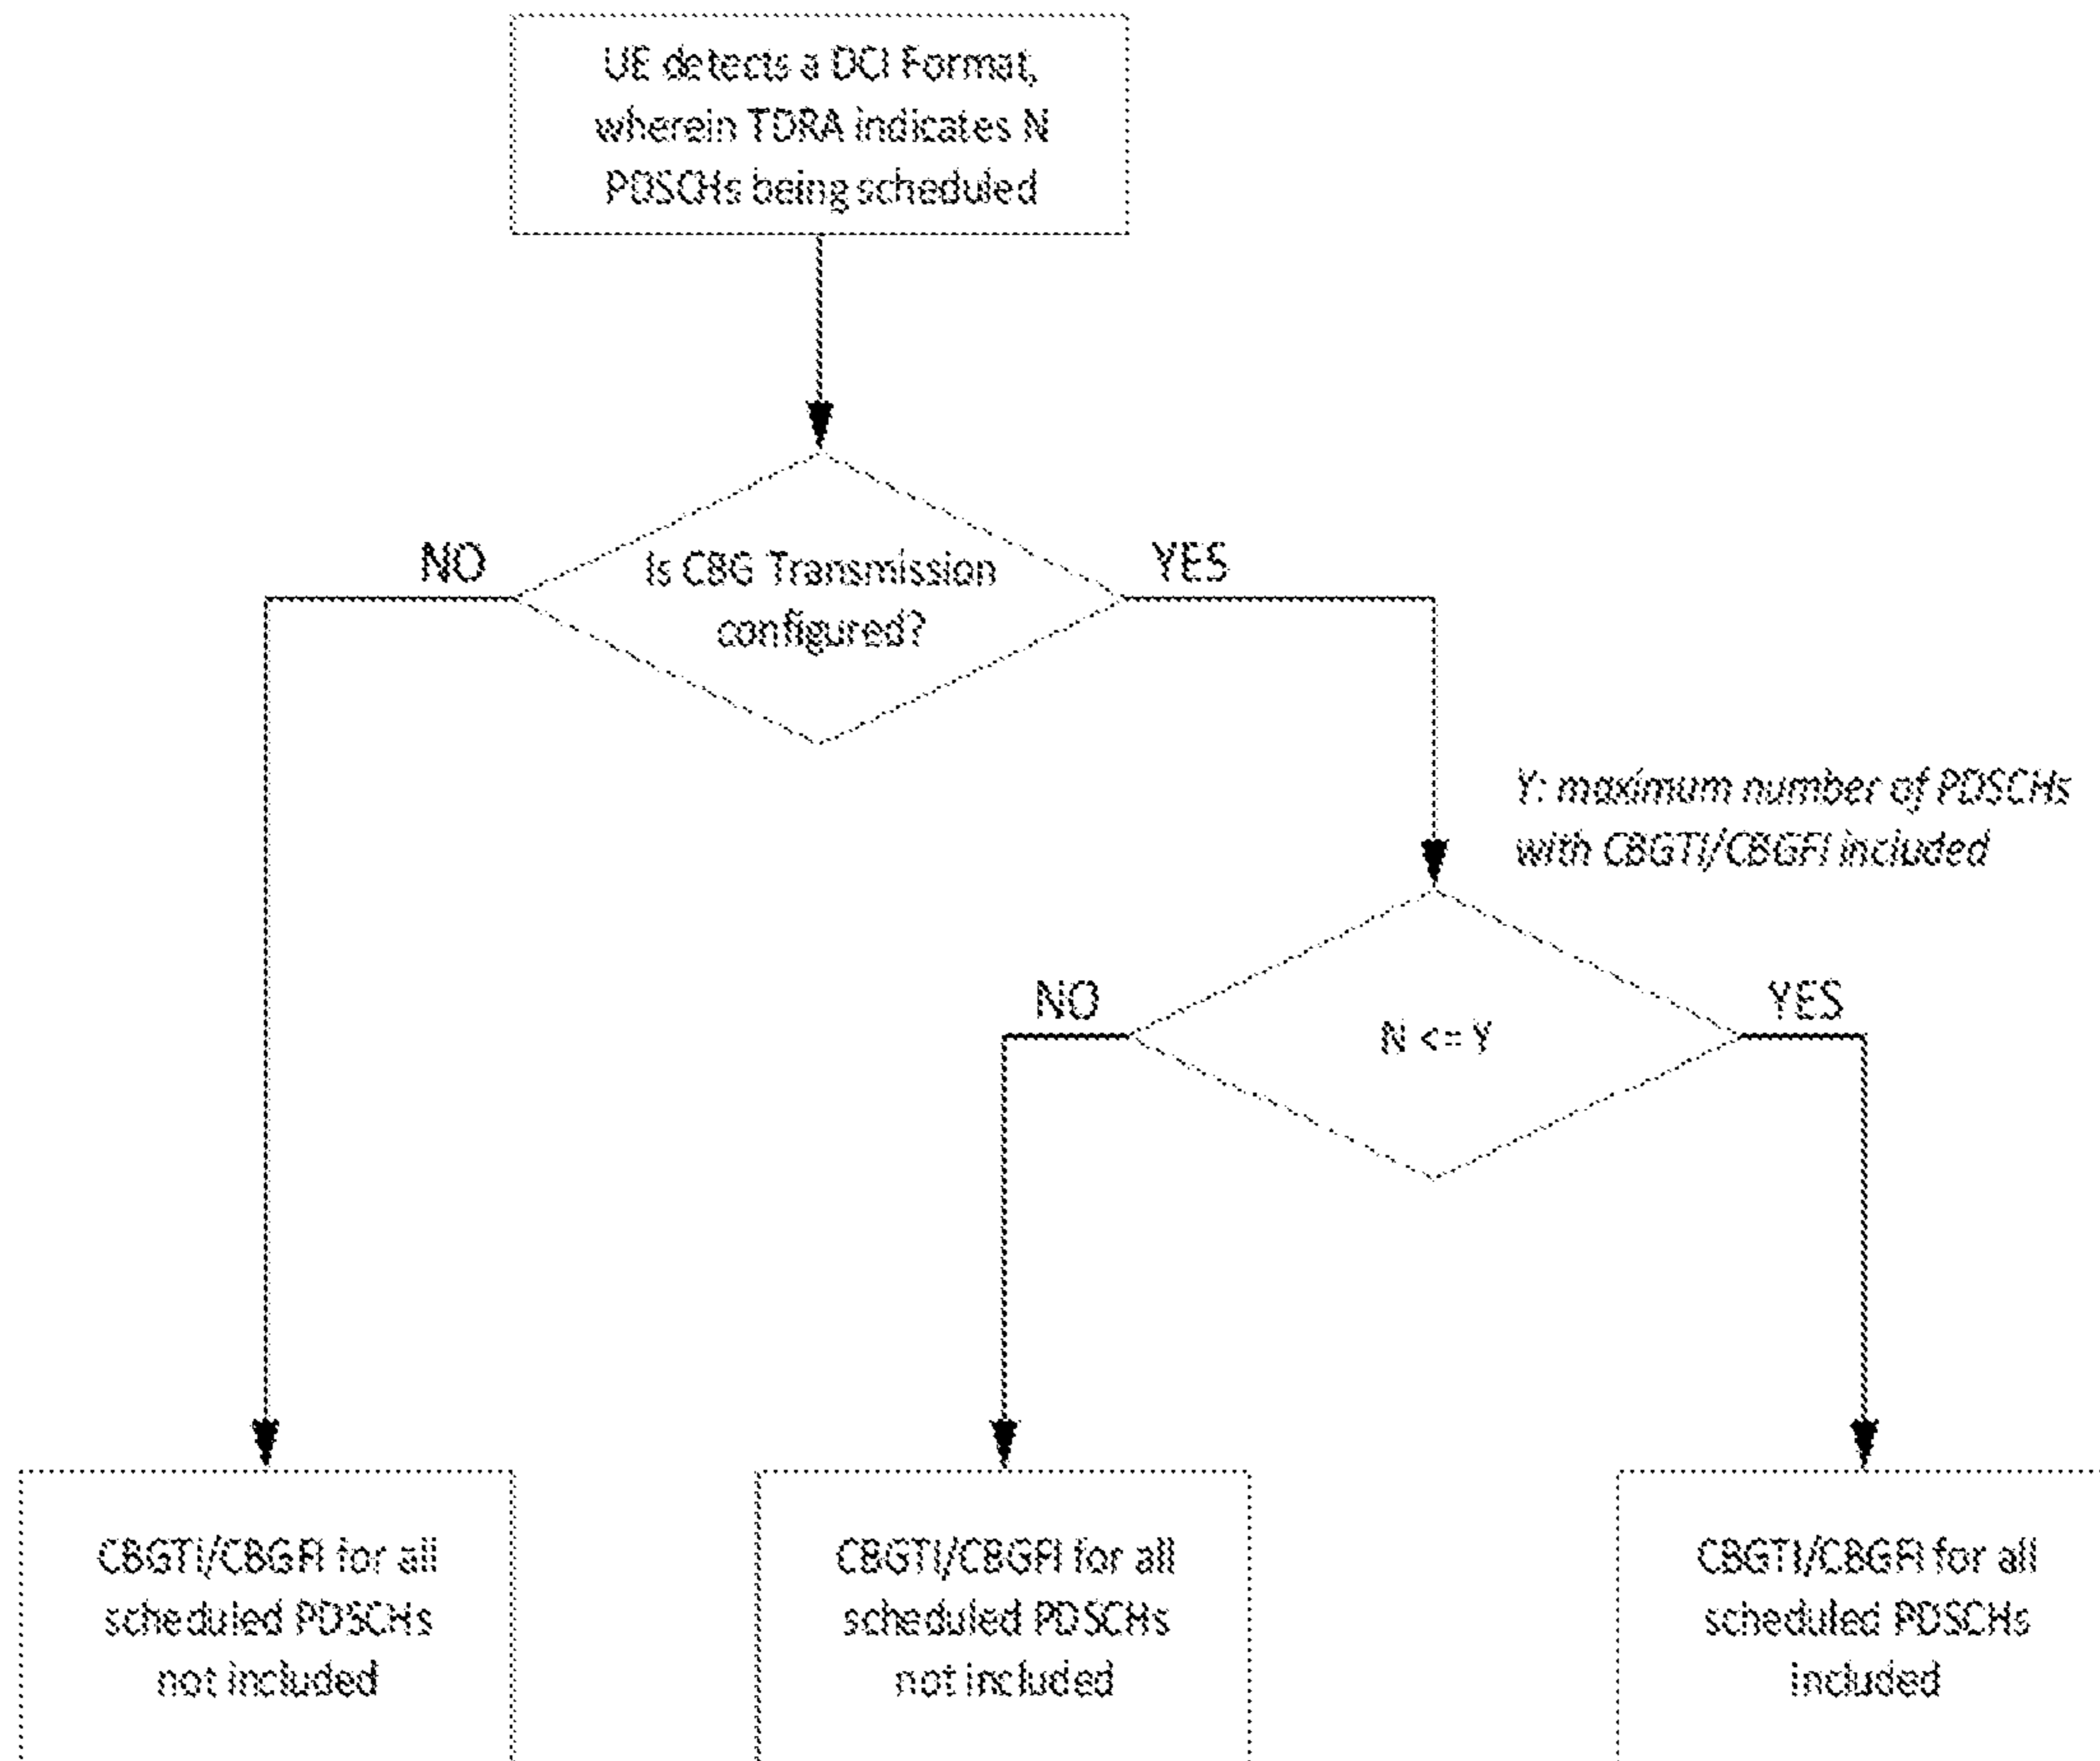 UE detects a DCI Format,
wherein TDRA indicates N
PDSCHs being scheduled
NO
Is CBG Transmission
configured?
YES
Y: maximum number of PDSCHs
with CBGTI/CBGFI included
NO
N <= Y
YES
CBGTI/CBGFI for all
scheduled PDSCHs
not included
CBGTI/CBGFI for all
scheduled PDSCHs
not included
CBGTI/CBGFI for all
scheduled PDSCHs
included